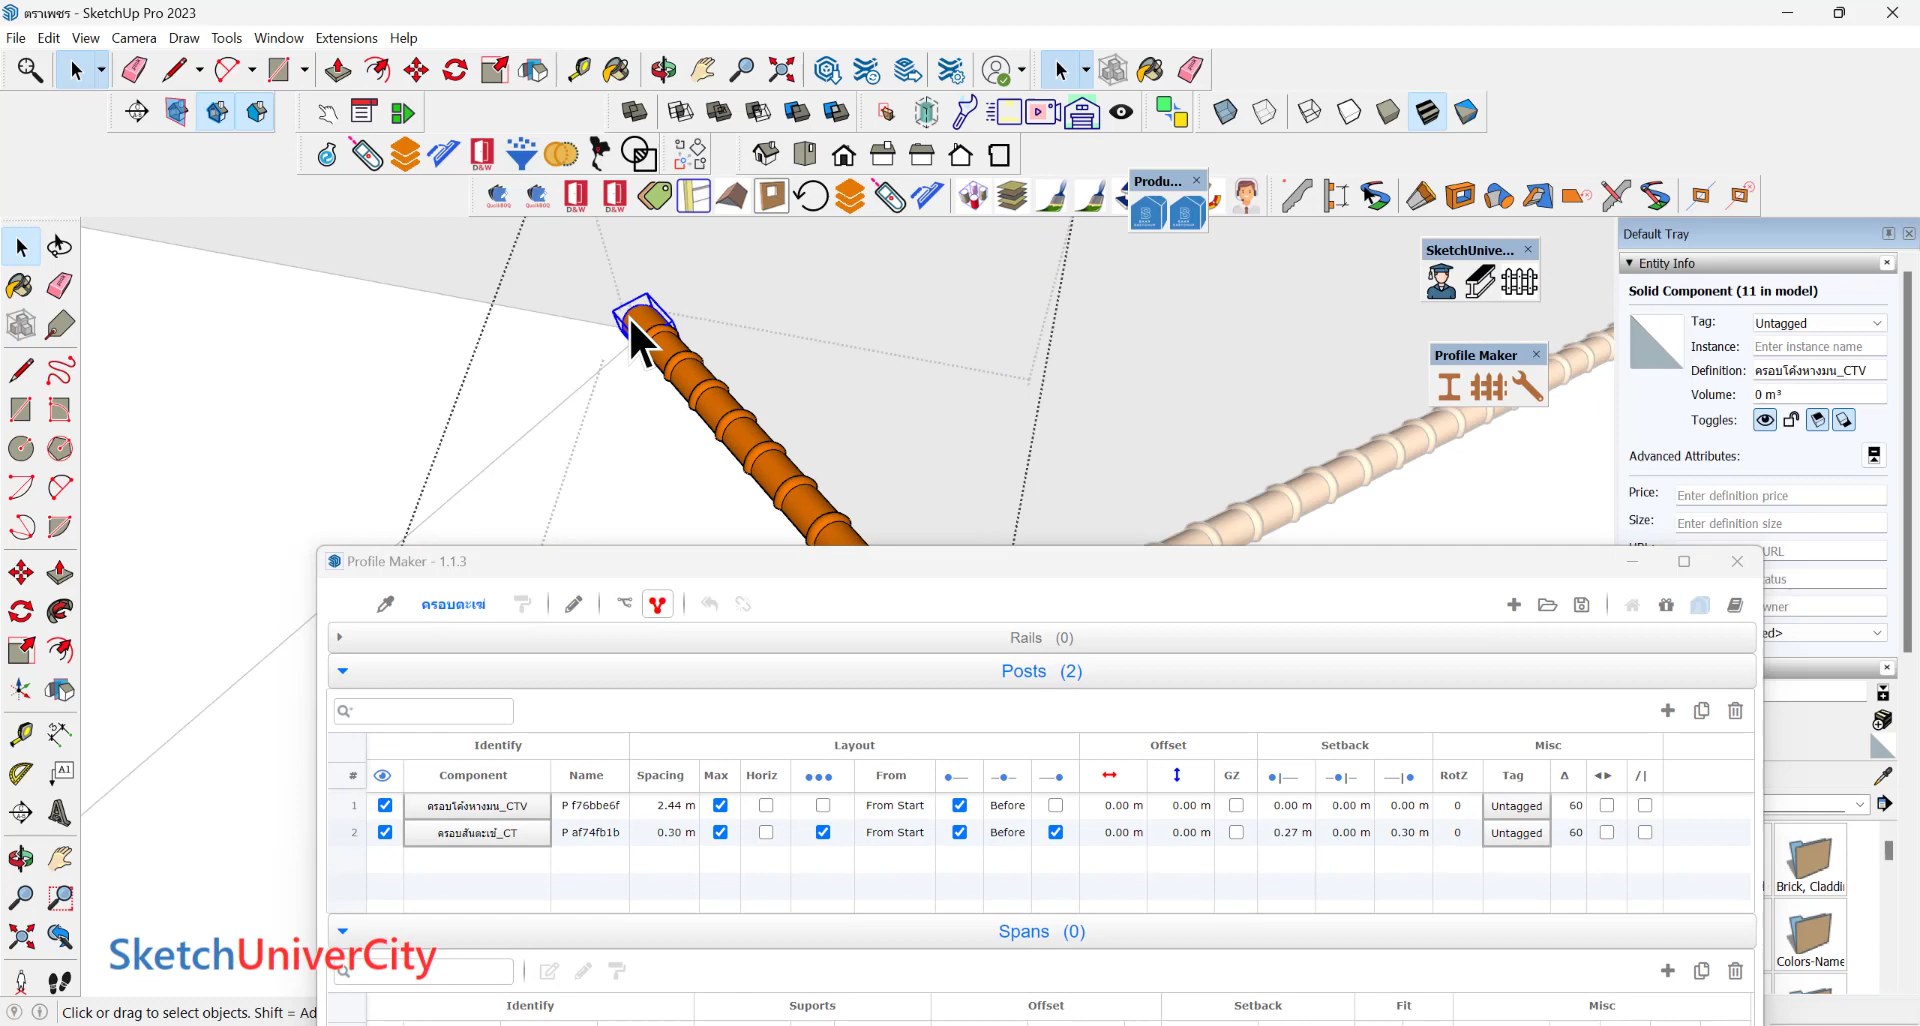 ตราเพชร - SketchUp Pro 2023
File Edit View Camera Draw Tools Window Extensions Help
Produ...
SketchUnive...
Profile Maker
Default Tray
Entity Info
Solid Component (11 in model)
Tag: Untagged
Instance: Enter instance name
Definition: ครอบโค้งหางมน_CTV
Volume: 0 m³
Toggles:
Advanced Attributes:
Price: Enter definition price
Size: Enter definition size
URL
Profile Maker - 1.1.3
ครอบตะเฆ่
Rails (0)
Posts (2)
Identify Layout Offset Setback Misc
# Component Name Spacing Max Horiz From GZ RotZ Tag Δ
1 ครอบโค้งหางมน_CTV P f76bbe6f 2.44 m From Start Before 0.00 m 0.00 m 0.00 m 0.00 m 0.00 m 0 Untagged 60
2 ครอบสันตะเข้_CT P af74fb1b 0.30 m From Start Before 0.00 m 0.00 m 0.27 m 0.00 m 0.30 m 0 Untagged 60
Spans (0)
Identify Suports Offset Setback Fit Misc
Brick, Claddi
Colors-Name
SketchUniverCity
Click or drag to select objects. Shift = Ad